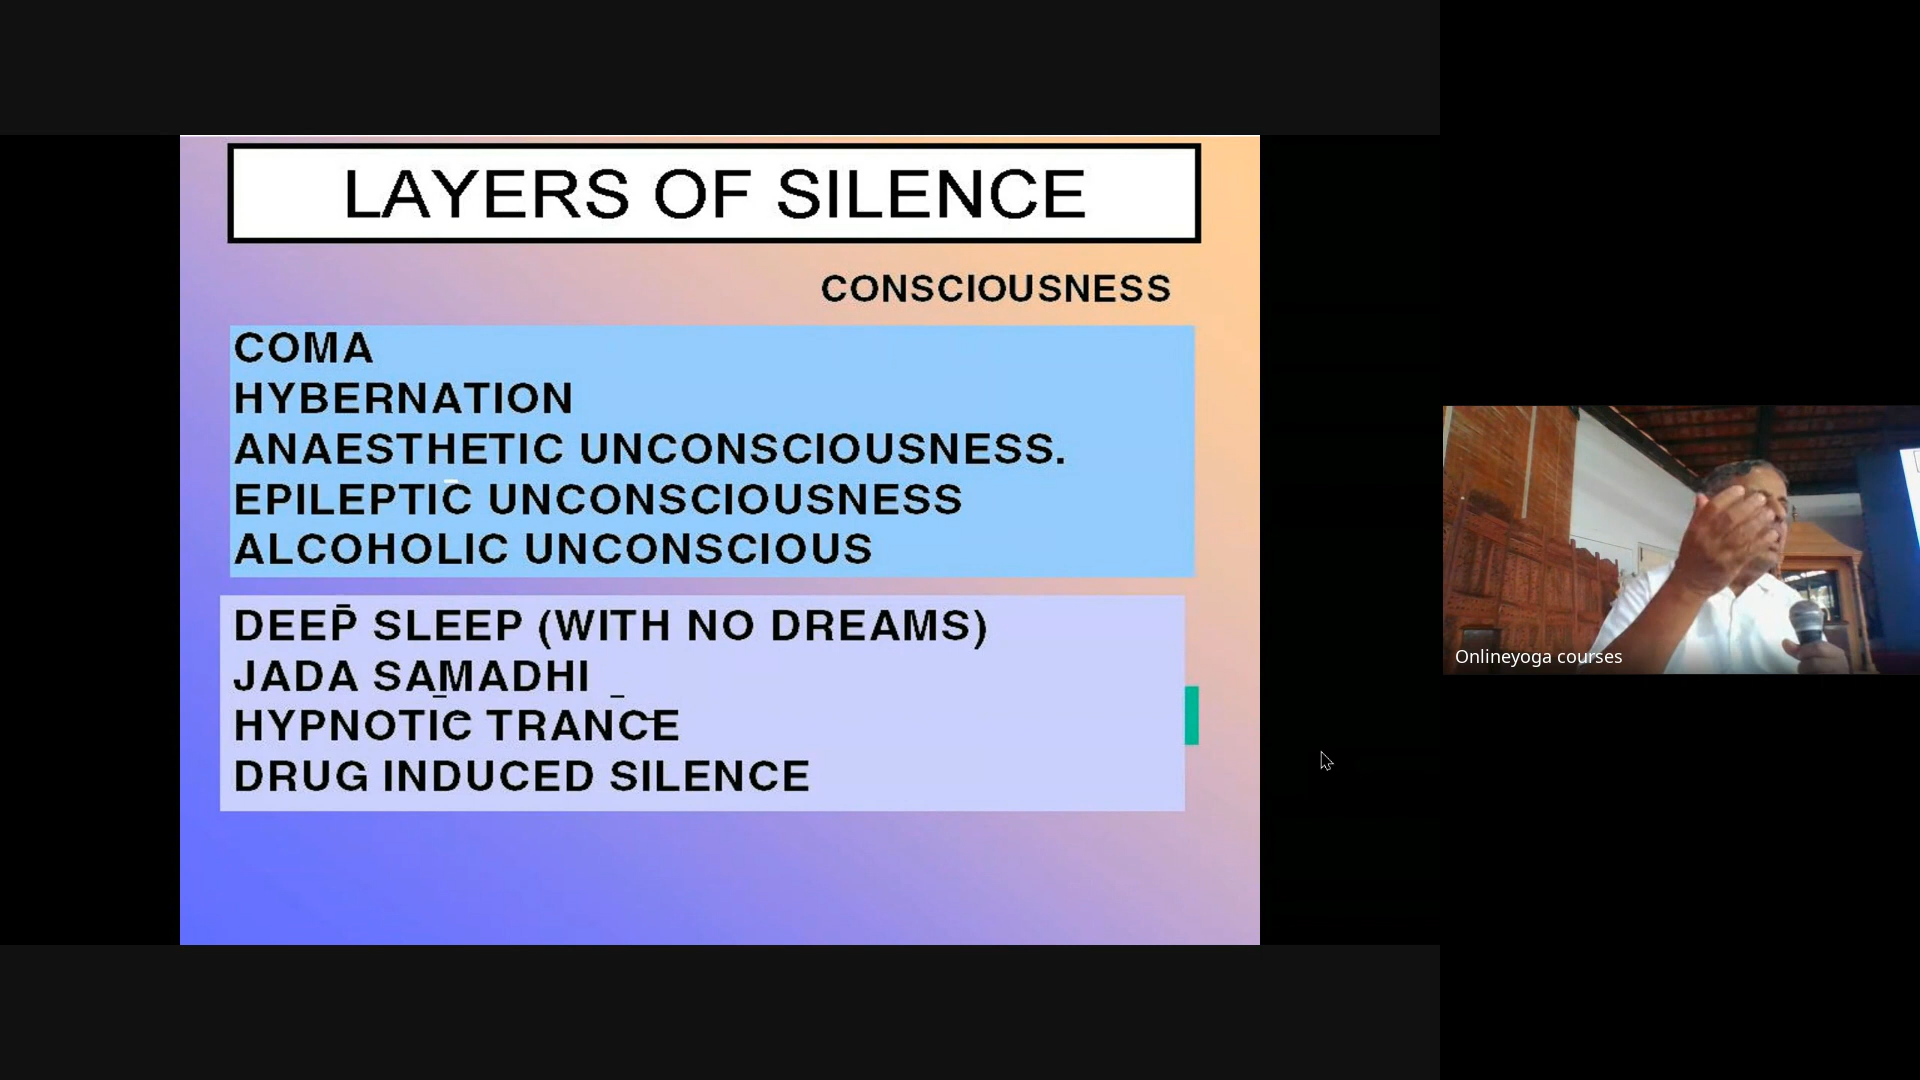 LAYERS OF SILENCE
CONSCIOUSNESS
COMA
HYBERNATION
ANAESTHETIC UNCONSCIOUSNESS.
EPILEPTIC UNCONSCIOUSNESS
ALCOHOLIC UNCONSCIOUS
DEEP SLEEP (WITH NO DREAMS)
JADA SAMADHI
HYPNOTIC TRANCE
DRUG INDUCED SILENCE
Onlineyoga courses